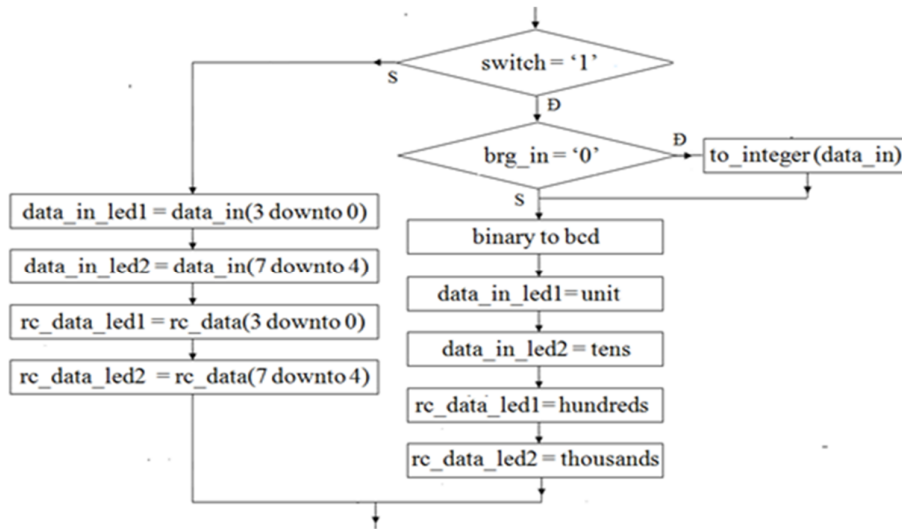 switch = ‘1’
S
Đ
brg_in = ‘0’
Đ
to_integer(data_in)
S
data_in_led1 = data_in(3 downto 0)
data_in_led2 = data_in(7 downto 4)
rc_data_led1 = rc_data(3 downto 0)
rc_data_led2 = rc_data(7 downto 4)
binary to bcd
data_in_led1=unit
data_in_led2 = tens
rc_data_led1=hundreds
rc_data_led2 = thousands